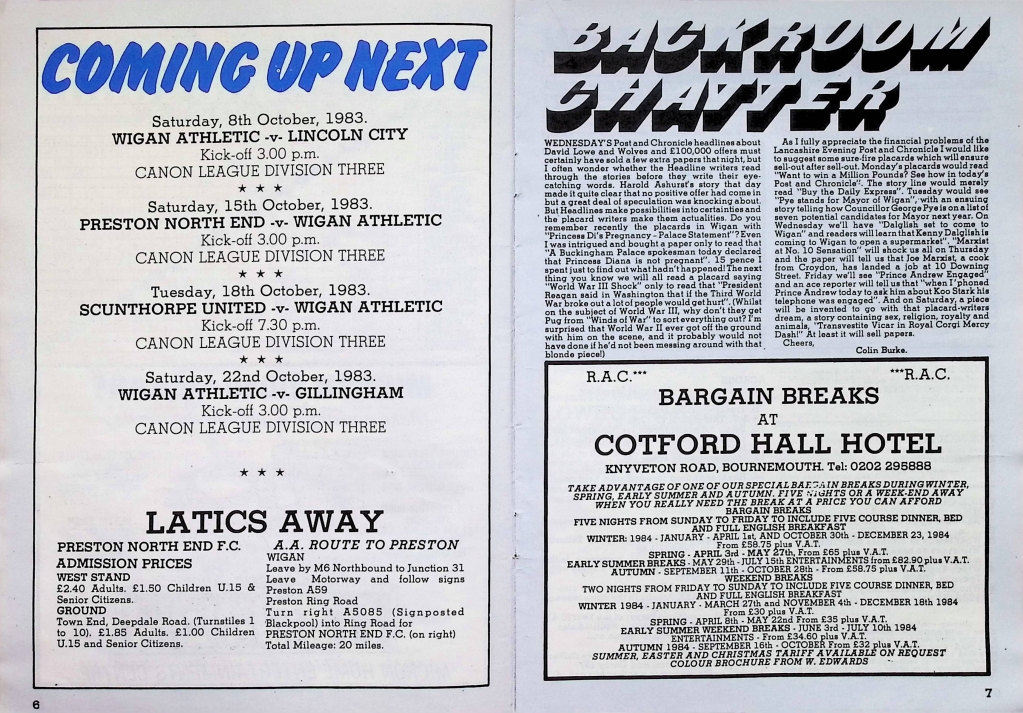 COMING UP NEXT
Saturday, 8th October, 1983.
WIGAN ATHLETIC -v- LINCOLN CITY
Kick-off 3.00 p.m.
CANON LEAGUE DIVISION THREE
★ ★ ★
Saturday, 15th October, 1983.
PRESTON NORTH END -v- WIGAN ATHLETIC
Kick-off 3.00 p.m.
CANON LEAGUE DIVISION THREE
★ ★ ★
Tuesday, 18th October, 1983.
SCUNTHORPE UNITED -v- WIGAN ATHLETIC
Kick-off 7.30 p.m.
CANON LEAGUE DIVISION THREE
★ ★ ★
Saturday, 22nd October, 1983.
WIGAN ATHLETIC -v- GILLINGHAM
Kick-off 3.00 p.m.
CANON LEAGUE DIVISION THREE
★ ★ ★
LATICS AWAY
PRESTON NORTH END F.C.
ADMISSION PRICES
WEST STAND
£2.40 Adults. £1.50 Children U.15 &
Senior Citizens.
GROUND
Town End, Deepdale Road. (Turnstiles 1
to 10). £1.85 Adults. £1.00 Children
U.15 and Senior Citizens.
A.A. ROUTE TO PRESTON
WIGAN
Leave by M6 Northbound to Junction 31
Leave Motorway and follow signs
Preston A59
Preston Ring Road
Turn right A5085 (Signposted
Blackpool) into Ring Road for
PRESTON NORTH END F.C. (on right)
Total Mileage: 20 miles.
6
BACKROOM
CHATTER
WEDNESDAY'S Post and Chronicle headlines about
David Lowe and Wolves and £100,000 offers must
certainly have sold a few extra papers that night, but
I often wonder whether the Headline writers read
through the stories before they write their eye-
catching words. Harold Ashurst's story that day
made it quite clear that no positive offer had come in
but a great deal of speculation was knocking about.
But Headlines make possibilities into certainties and
the placard writers make them actualities. Do you
remember recently the placards in Wigan with
"Princess Di's Pregnancy - Palace Statement"? Even
I was intrigued and bought a paper only to read that
"A Buckingham Palace spokesman today declared
that Princess Diana is not pregnant". 15 pence I
spent just to find out what hadn't happened! The next
thing you know we will all read a placard saying
"World War III Shock" only to read that "President
Reagan said in Washington that if the Third World
War broke out a lot of people would get hurt". (Whilst
on the subject of World War III, why don't they get
Pug from "Winds of War" to sort everything out? I'm
surprised that World War II ever got off the ground
with him on the scene, and it probably would not
have done if he'd not been messing around with that
blonde piece!)
As I fully appreciate the financial problems of the
Lancashire Evening Post and Chronicle I would like
to suggest some sure-fire placards which will ensure
sell-out after sell-out. Monday's placards would read
"Want to win a Million Pounds? See how in today's
Post and Chronicle". The story line would merely
read "Buy the Daily Express". Tuesday would see
"Pye stands for Mayor of Wigan", with an ensuing
story telling how Councillor George Pye is on a list of
seven potential candidates for Mayor next year. On
Wednesday we'll have "Dalglish set to come to
Wigan" and readers will learn that Kenny Dalglish is
coming to Wigan to open a supermarket", "Marxist
at No. 10 Sensation" will shock us all on Thursday
and the paper will tell us that Joe Marxist, a cook
from Croydon, has landed a job at 10 Downing
Street. Friday we'll see "Prince Andrew Engaged"
and an ace reporter will tell us that "when I 'phoned
Prince Andrew today to ask him about Koo Stark his
telephone was engaged". And on Saturday, a piece
will be invented to go with that placard-writers
dream, a story containing sex, religion, royalty and
animals, "Transvestite Vicar in Royal Corgi Mercy
Dash!" At least it will sell papers.
Cheers,
Colin Burke.
R.A.C.*** ***R.A.C.
BARGAIN BREAKS
AT
COTFORD HALL HOTEL
KNYVETON ROAD, BOURNEMOUTH. Tel: 0202 295888
TAKE ADVANTAGE OF ONE OF OUR SPECIAL BARGAIN BREAKS DURING WINTER,
SPRING, EARLY SUMMER AND AUTUMN. FIVE NIGHTS OR A WEEK-END AWAY
WHEN YOU REALLY NEED THE BREAK AT A PRICE YOU CAN AFFORD
BARGAIN BREAKS
FIVE NIGHTS FROM SUNDAY TO FRIDAY TO INCLUDE FIVE COURSE DINNER, BED
AND FULL ENGLISH BREAKFAST
WINTER: 1984 - JANUARY - APRIL 1st, AND OCTOBER 30th - DECEMBER 23, 1984
From £58.75 plus V.A.T.
SPRING - APRIL 3rd - MAY 27th, From £65 plus V.A.T.
EARLY SUMMER BREAKS - MAY 29th - JULY 15th ENTERTAINMENTS from £82.90 plus V.A.T.
AUTUMN - SEPTEMBER 11th - OCTOBER 28th - From £58.75 plus V.A.T.
WEEKEND BREAKS
TWO NIGHTS FROM FRIDAY TO SUNDAY TO INCLUDE FIVE COURSE DINNER, BED
AND FULL ENGLISH BREAKFAST
WINTER 1984 - JANUARY - MARCH 27th and NOVEMBER 4th - DECEMBER 18th 1984
From £30 plus V.A.T.
SPRING - APRIL 8th - MAY 22nd From £35 plus V.A.T.
EARLY SUMMER WEEKEND BREAKS - JUNE 3rd - JULY 10th 1984
ENTERTAINMENTS - From £34.60 plus V.A.T.
AUTUMN 1984 - SEPTEMBER 16th - OCTOBER From £32 plus V.A.T.
SUMMER, EASTER AND CHRISTMAS TARIFF AVAILABLE ON REQUEST
COLOUR BROCHURE FROM W. EDWARDS
7